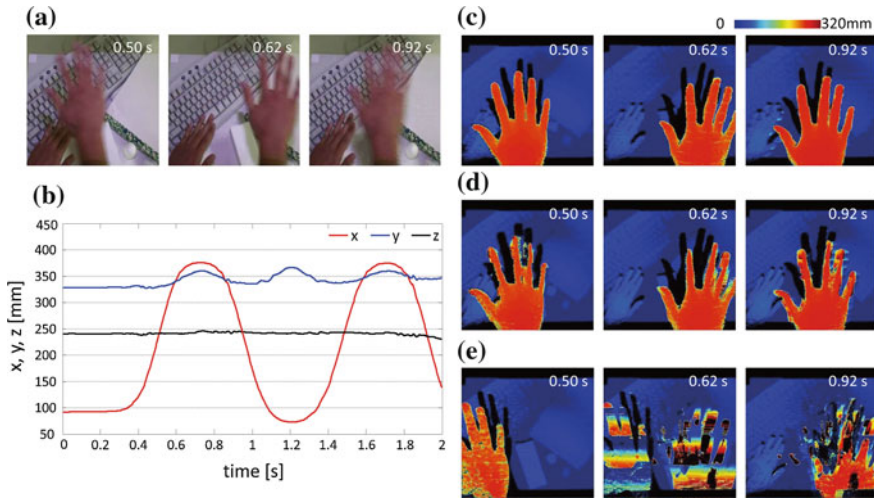 (a)
0.50 s
0.62 s
0.92 s
(b)
450
400
350
300
250
200
150
100
50
x, y, z [mm]
x
y
z
0
0.2
0.4
0.6
0.8
1
1.2
1.4
1.6
1.8
2
time [s]
(c)
0
320mm
0.50 s
0.62 s
0.92 s
(d)
0.50 s
0.62 s
0.92 s
(e)
0.50 s
0.62 s
0.92 s